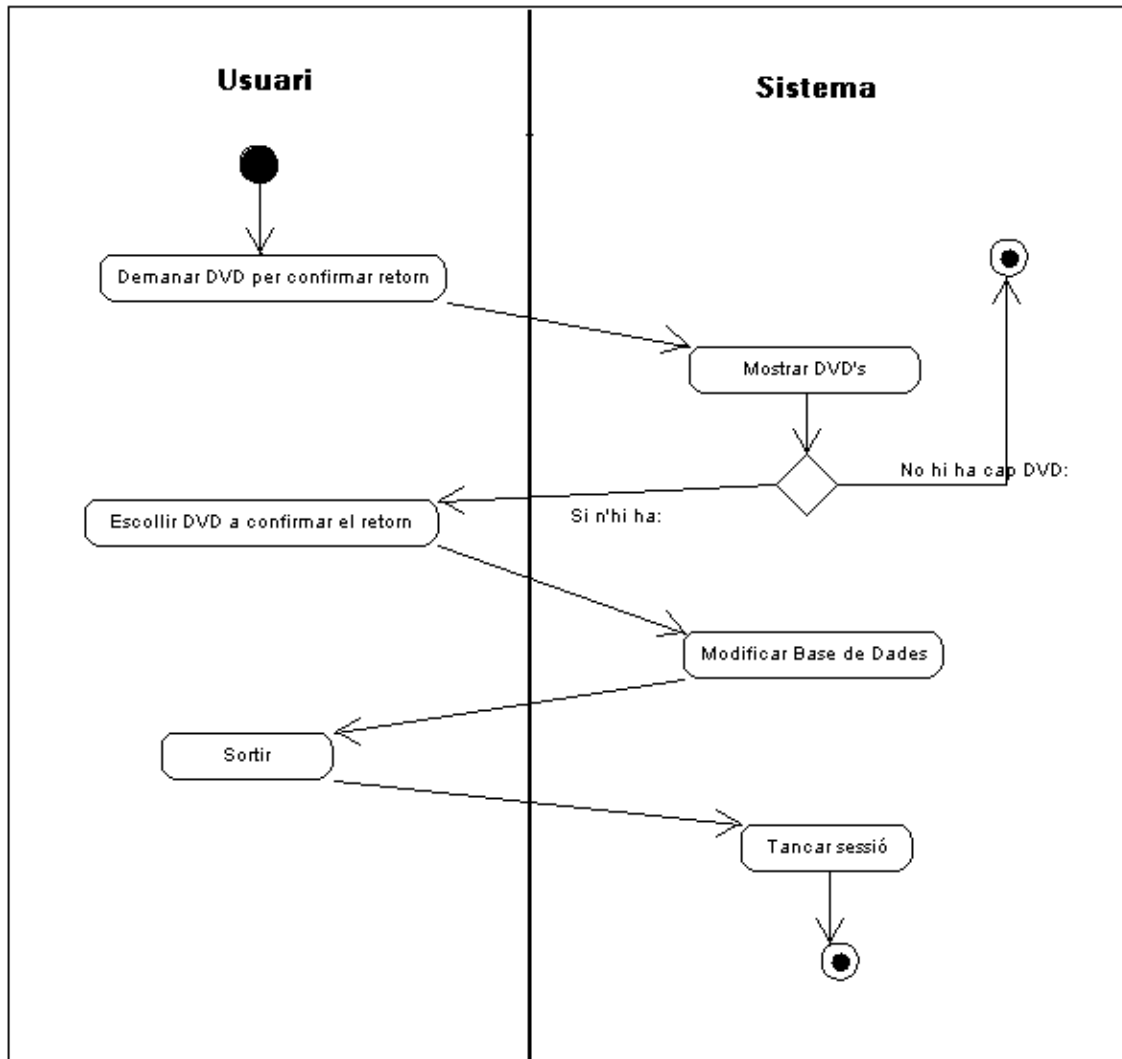 Usuari
Sistema
Demanar DVD per confirmar retorn
Mostrar DVD's
No hi ha cap DVD:
Si n'hi ha:
Escollir DVD a confirmar el retorn
Modificar Base de Dades
Sortir
Tancar sessió